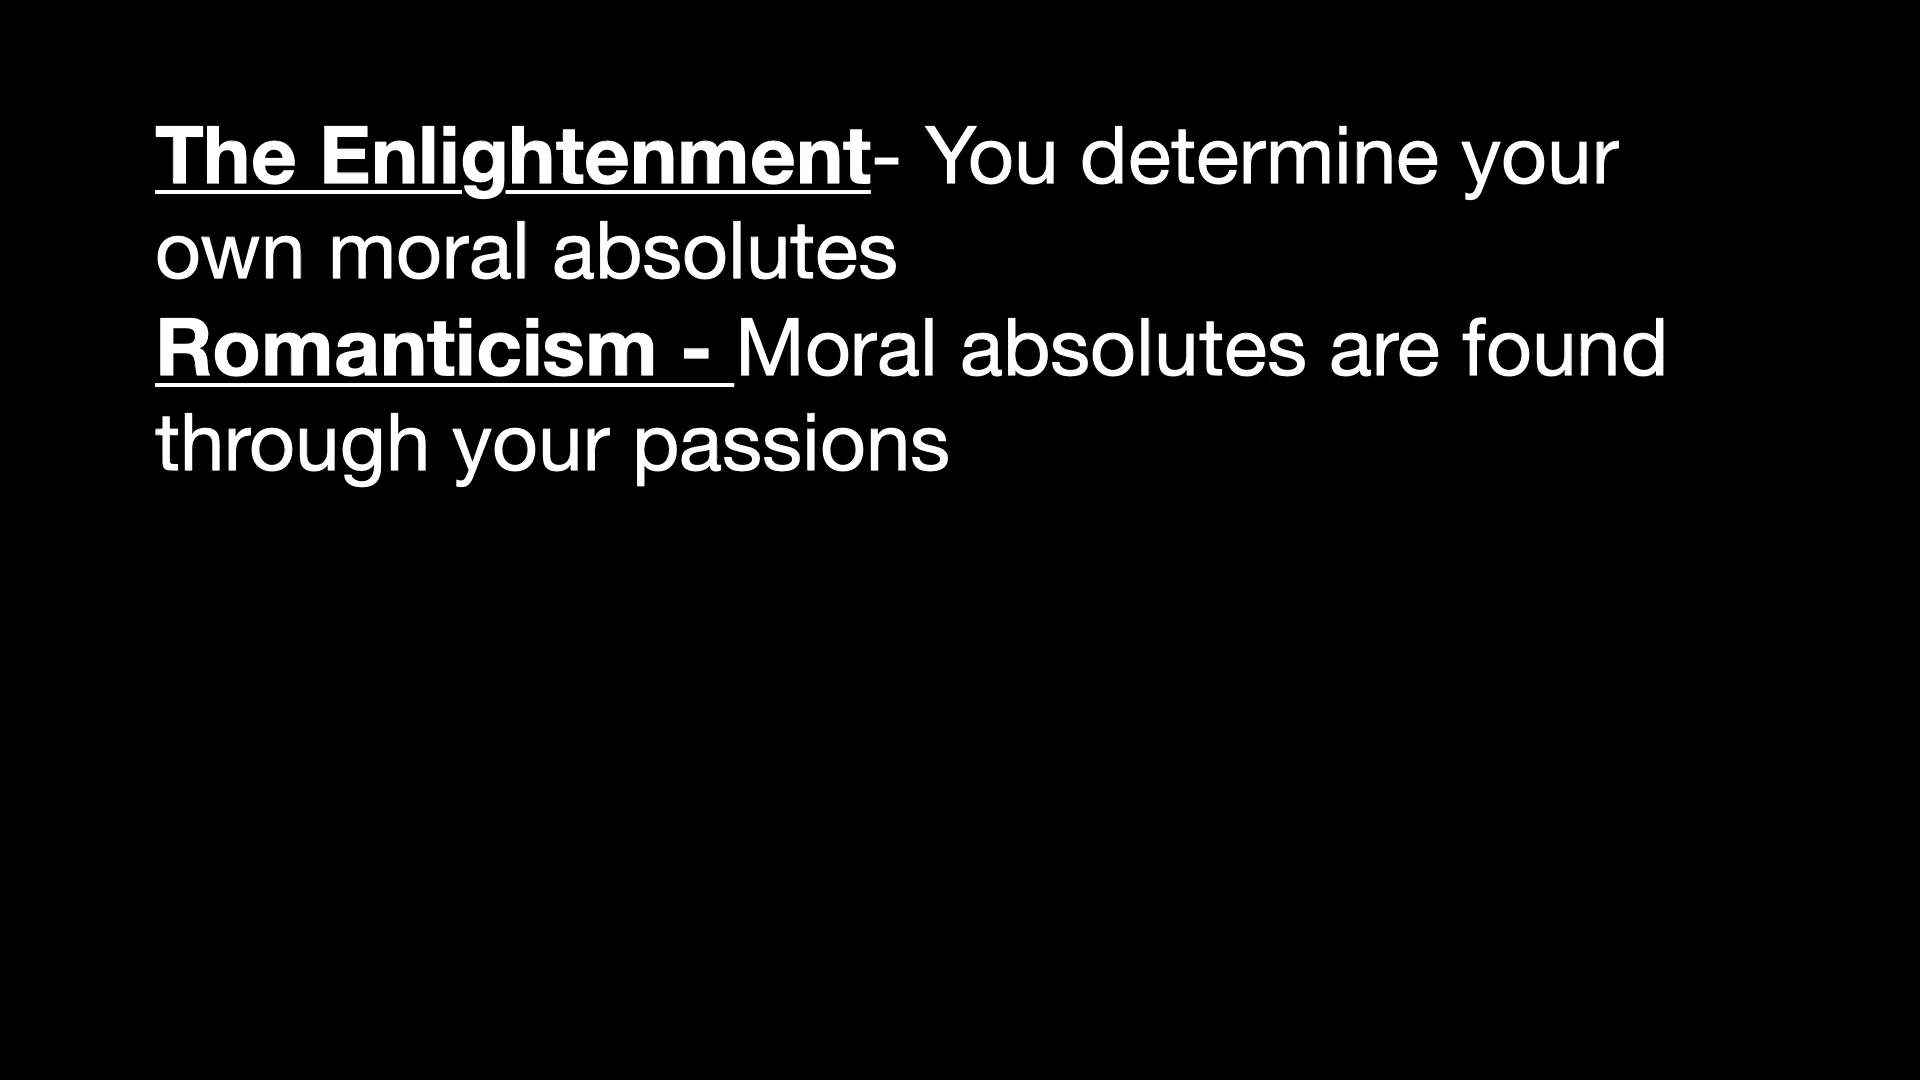 The Enlightenment- You determine your
own moral absolutes
Romanticism - Moral absolutes are found
through your passions